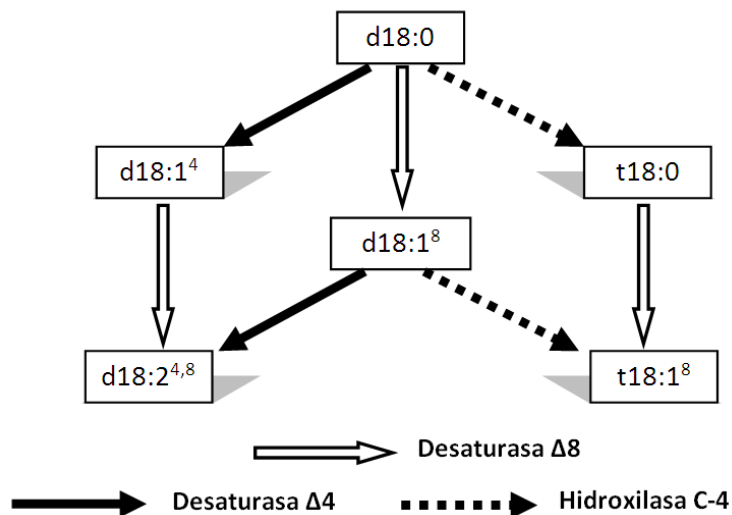 d18:0
d18:1⁴
t18:0
d18:1⁸
d18:2⁴,⁸
t18:1⁸
Desaturasa Δ8
Desaturasa Δ4
Hidroxilasa C-4